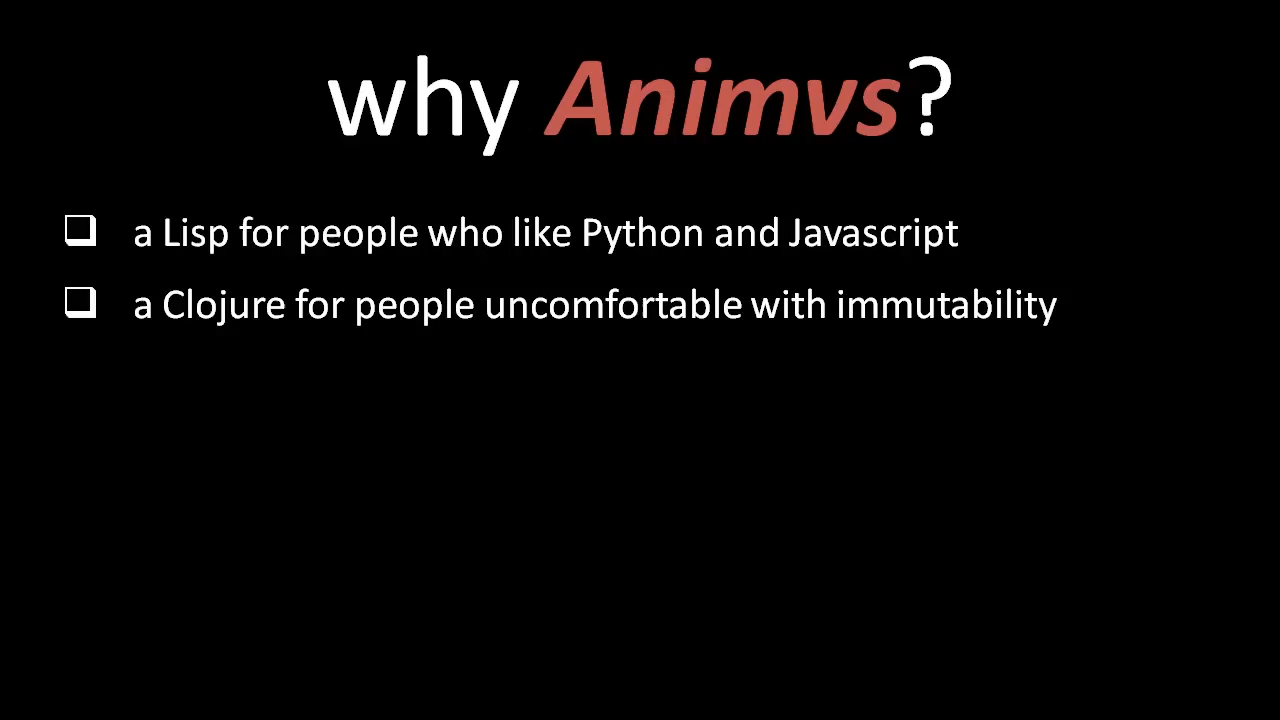 why Animvs?
a Lisp for people who like Python and Javascript
a Clojure for people uncomfortable with immutability